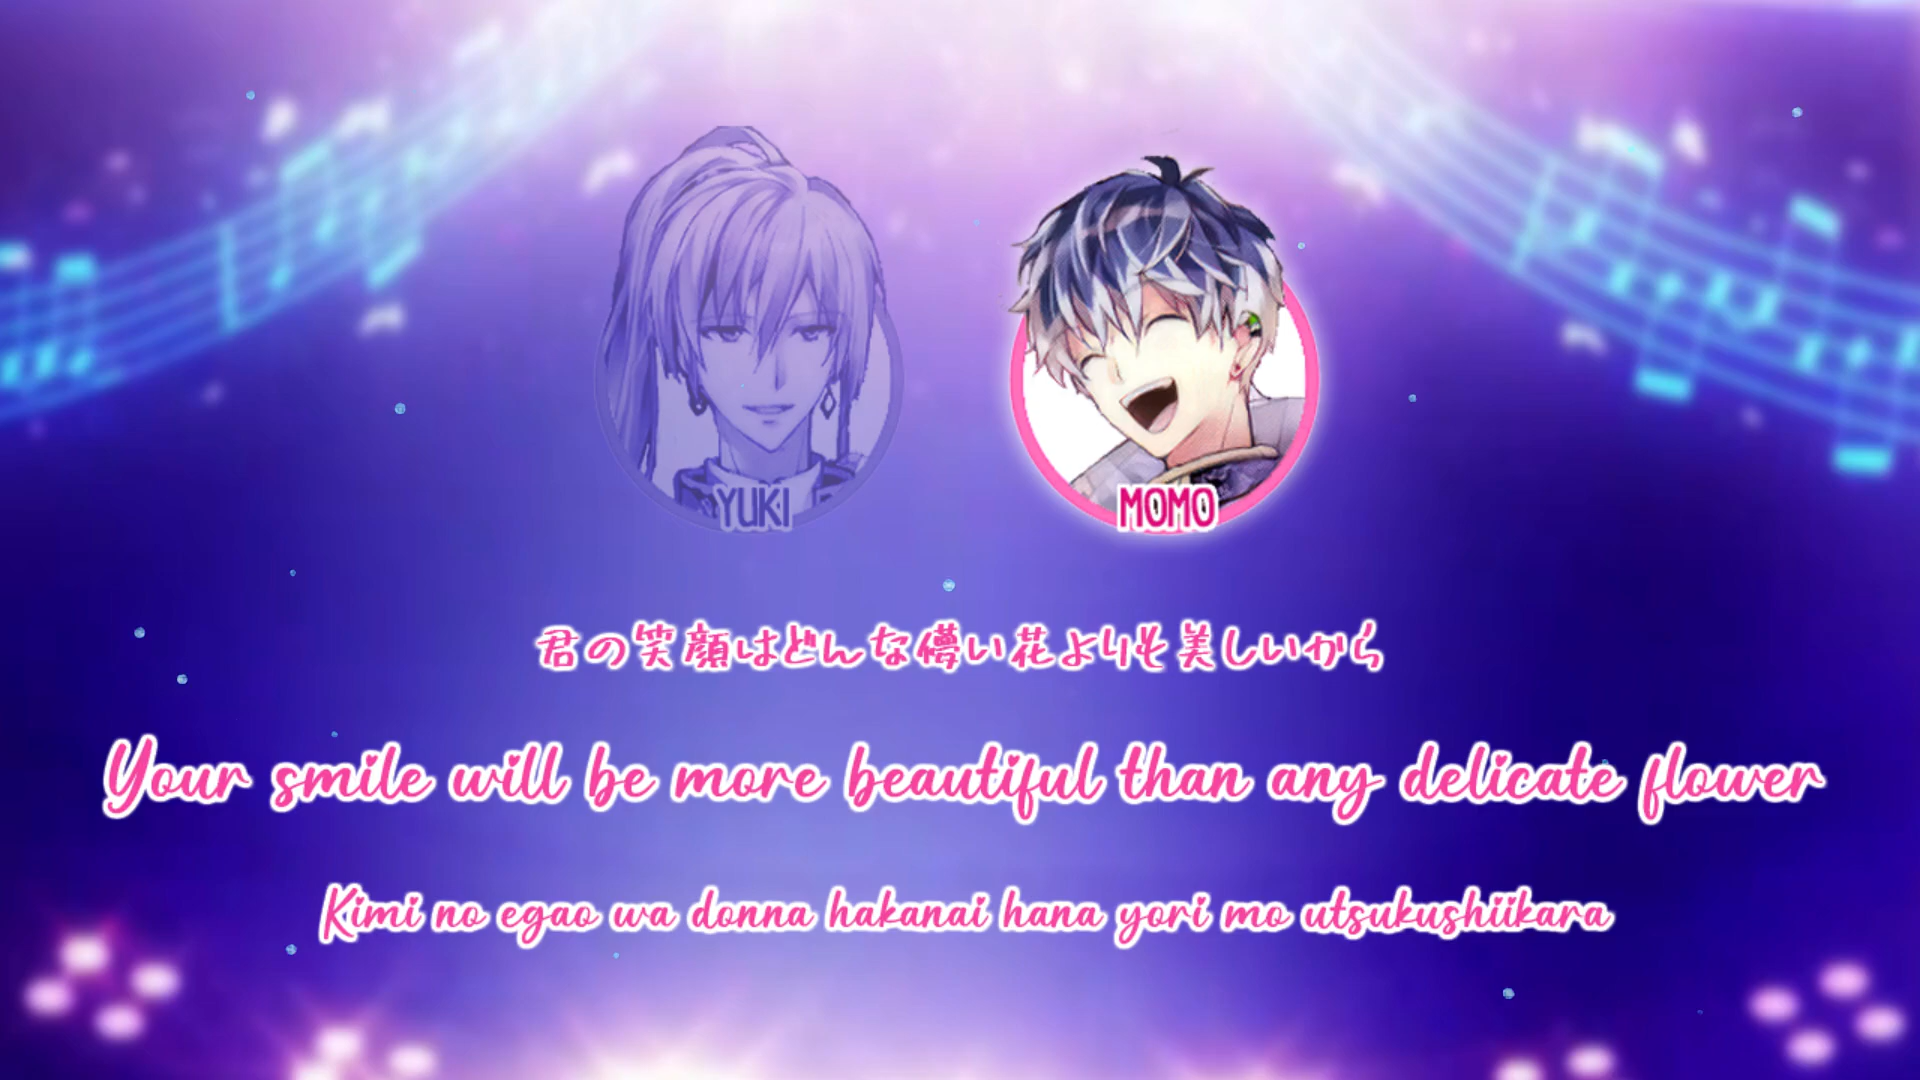 YUKI
MOMO
君の笑顔はどんな儚い花よりも美しいから
Your smile will be more beautiful than any delicate flower
Kimi no egao wa donna hakanai hana yori mo utsukushiikara